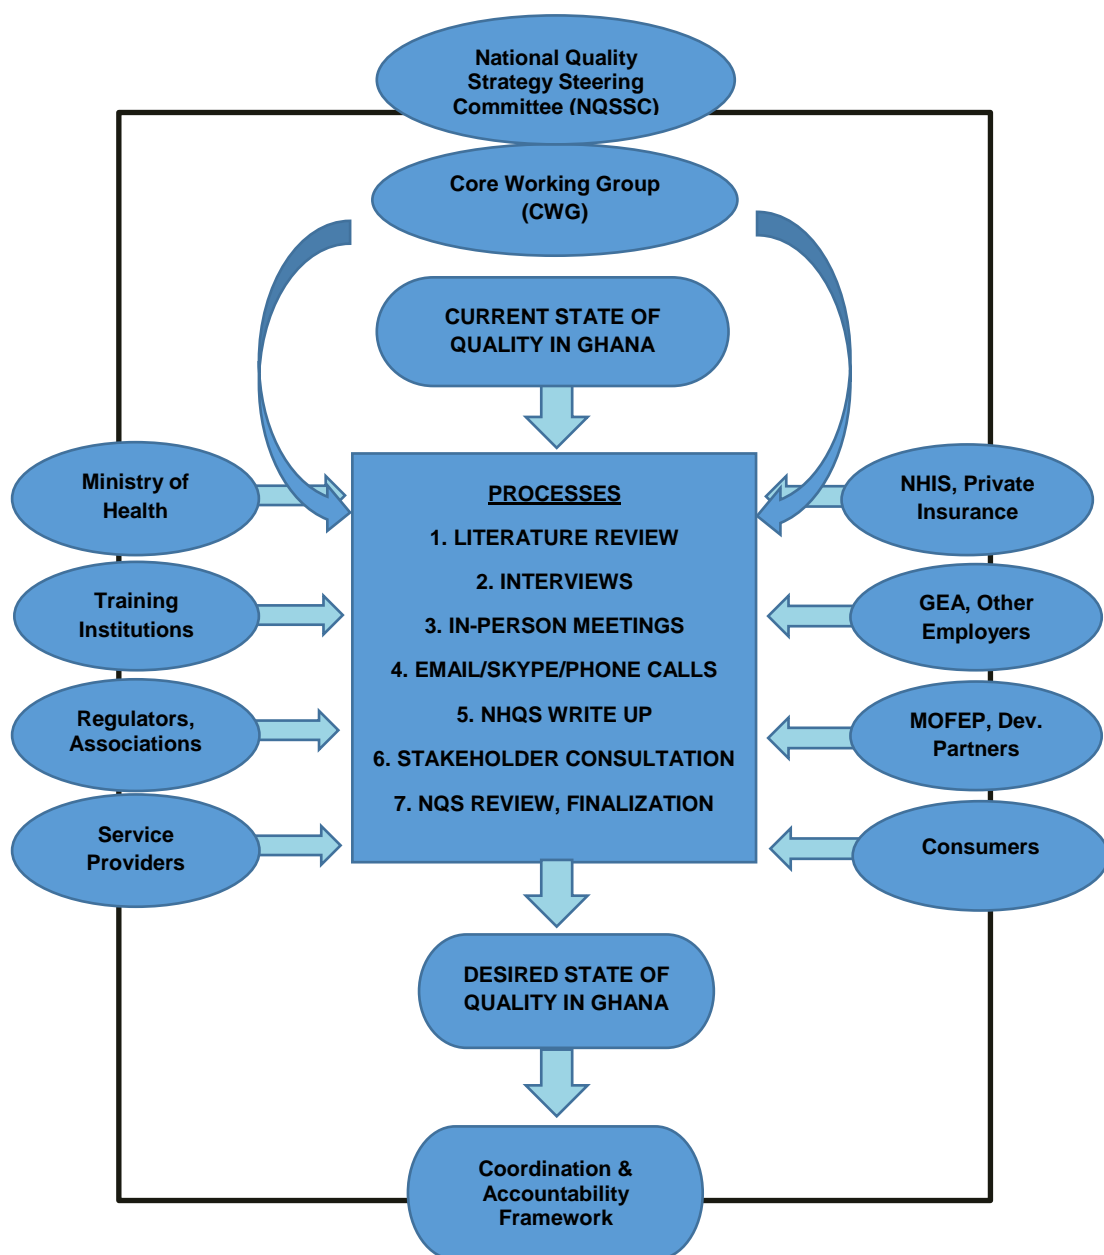 National Quality
Strategy Steering
Committee (NQSSC)
Core Working Group
(CWG)
CURRENT STATE OF
QUALITY IN GHANA
Ministry of
Health
Training
Institutions
Regulators,
Associations
Service
Providers
PROCESSES
1. LITERATURE REVIEW
2. INTERVIEWS
3. IN-PERSON MEETINGS
4. EMAIL/SKYPE/PHONE CALLS
5. NHQS WRITE UP
6. STAKEHOLDER CONSULTATION
7. NQS REVIEW, FINALIZATION
NHIS, Private
Insurance
GEA, Other
Employers
MOFEP, Dev.
Partners
Consumers
DESIRED STATE OF
QUALITY IN GHANA
Coordination &
Accountability
Framework